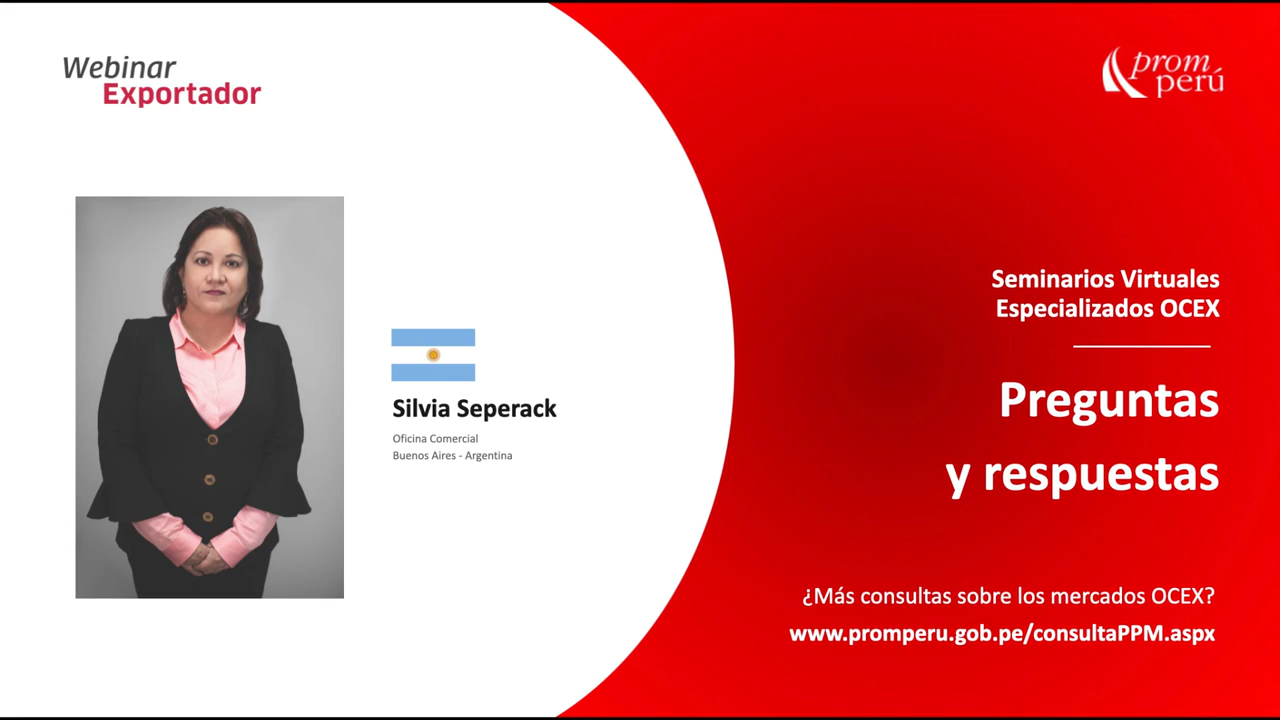 Webinar
Exportador
prom
perú
Silvia Seperack
Oficina Comercial
Buenos Aires - Argentina
Seminarios Virtuales
Especializados OCEX
Preguntas
y respuestas
¿Más consultas sobre los mercados OCEX?
www.promperu.gob.pe/consultaPPM.aspx